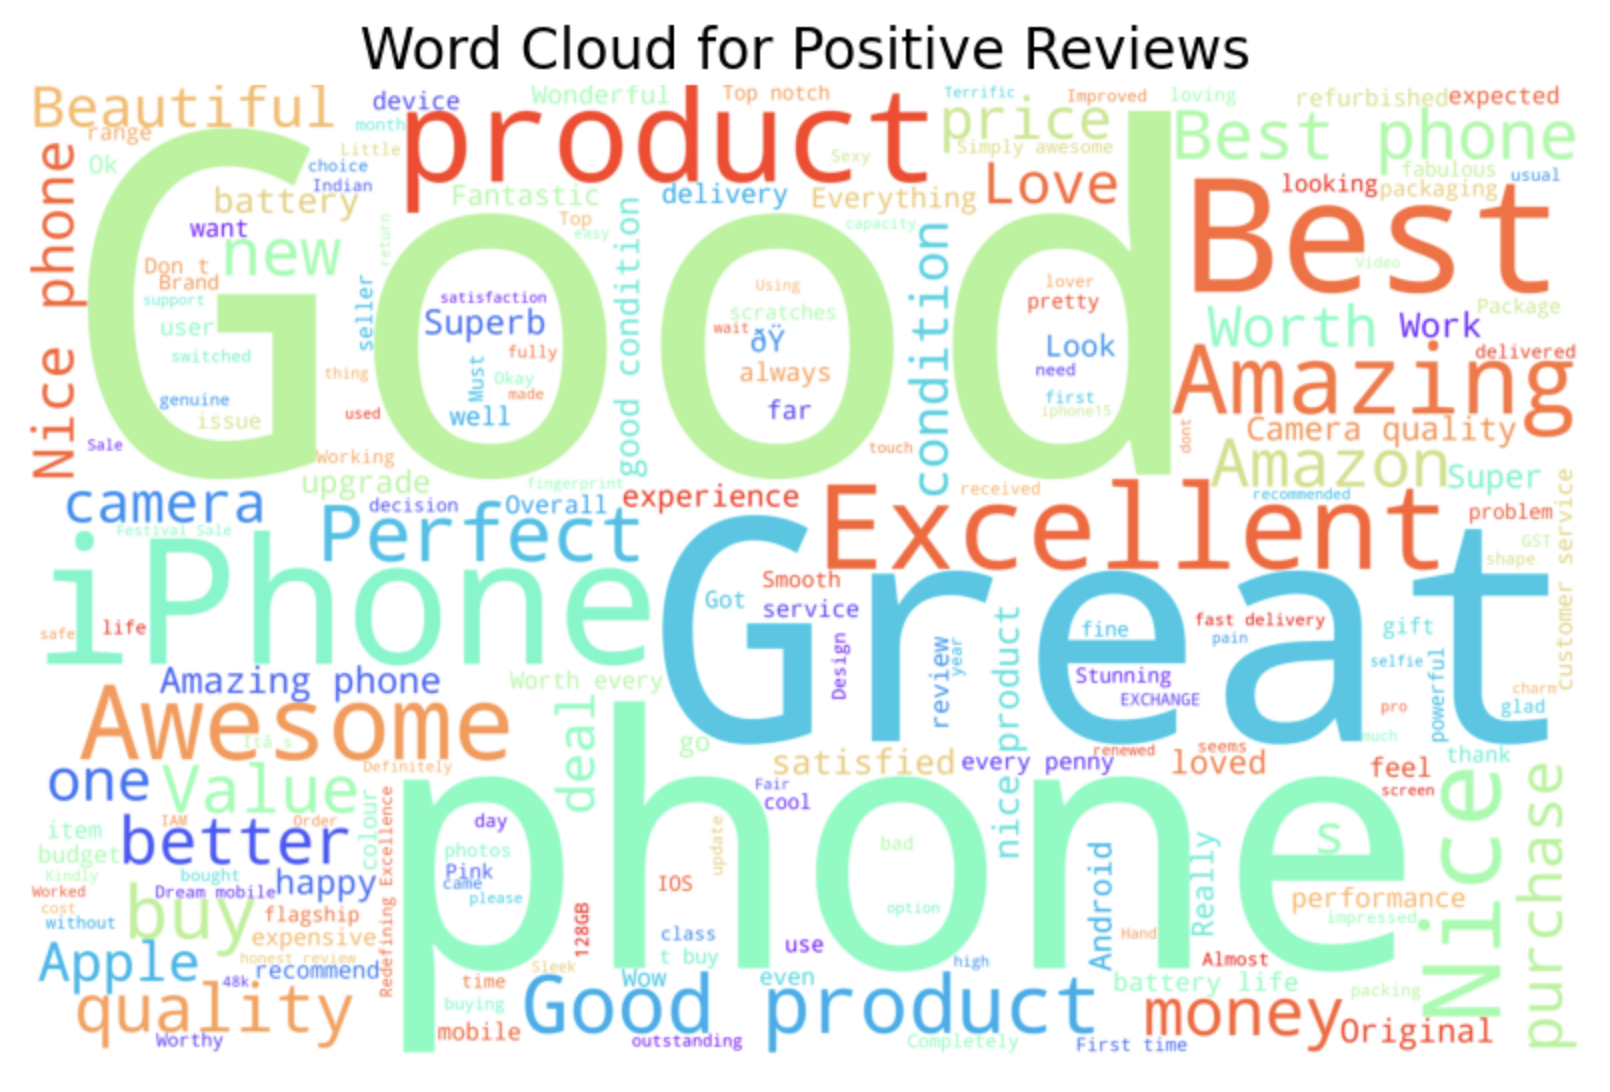 Word Cloud for Positive Reviews
Beautiful
device
Wonderful
Top notch
Terrific
Improved
loving
refurbished
expected
range
month
product
price
Best phone
Ok
Little
choice
Indian
Sexy
Simply awesome
fabulous
usual
Nice phone
battery
Fantastic
delivery
Everything
Love
looking
packaging
want
new
return
Top
easy
capacity
Best
Good
Don t
Brand
support
user
switched
genuine
issue
Sale
seller
thing
used
Working
satisfaction
Superb
Must
fully
Okay
made
well
good condition
Using
scratches
wait
ðŸ
always
far
touch
condition
lover
pretty
Look
need
first
iphone15
dont
Video
Package
Worth
Work
delivered
Amazing
Camera quality
Amazon
Super
camera
upgrade
fingerprint
decision
Overall
experience
received
recommended
problem
Festival Sale
Perfect
Excellent
GST
shape
customer service
iPhone
Great
safe
life
Smooth
Got
service
Design
review
year
product
fine
fast delivery
pain
gift
selfie
powerful
Stunning
EXCHANGE
charm
pro
glad
much
Amazing phone
Worth every
Awesome
Itâ s
deal
go
satisfied
every penny
renewed
seems
loved
feel
screen
thank
one
Value
Definitely
Fair
cool
nice
phone
IAM
Order
colour
Redefining Excellence
day
photos
Pink
came
please
update
bad
option
s
item
better
budget
Kindly
bought
Worked
Dream mobile
happy
cost
without
buy
flagship
expensive
honest review
IOS
128GB
class
t buy
use
Android
Really
Hand
performance
impressed
Nice
purchase
Apple
48k
recommend
time
Sleek
Wow
even
high
Almost
battery life
packing
quality
buying
mobile
Good product
money
Original
Worthy
outstanding
Completely
First time